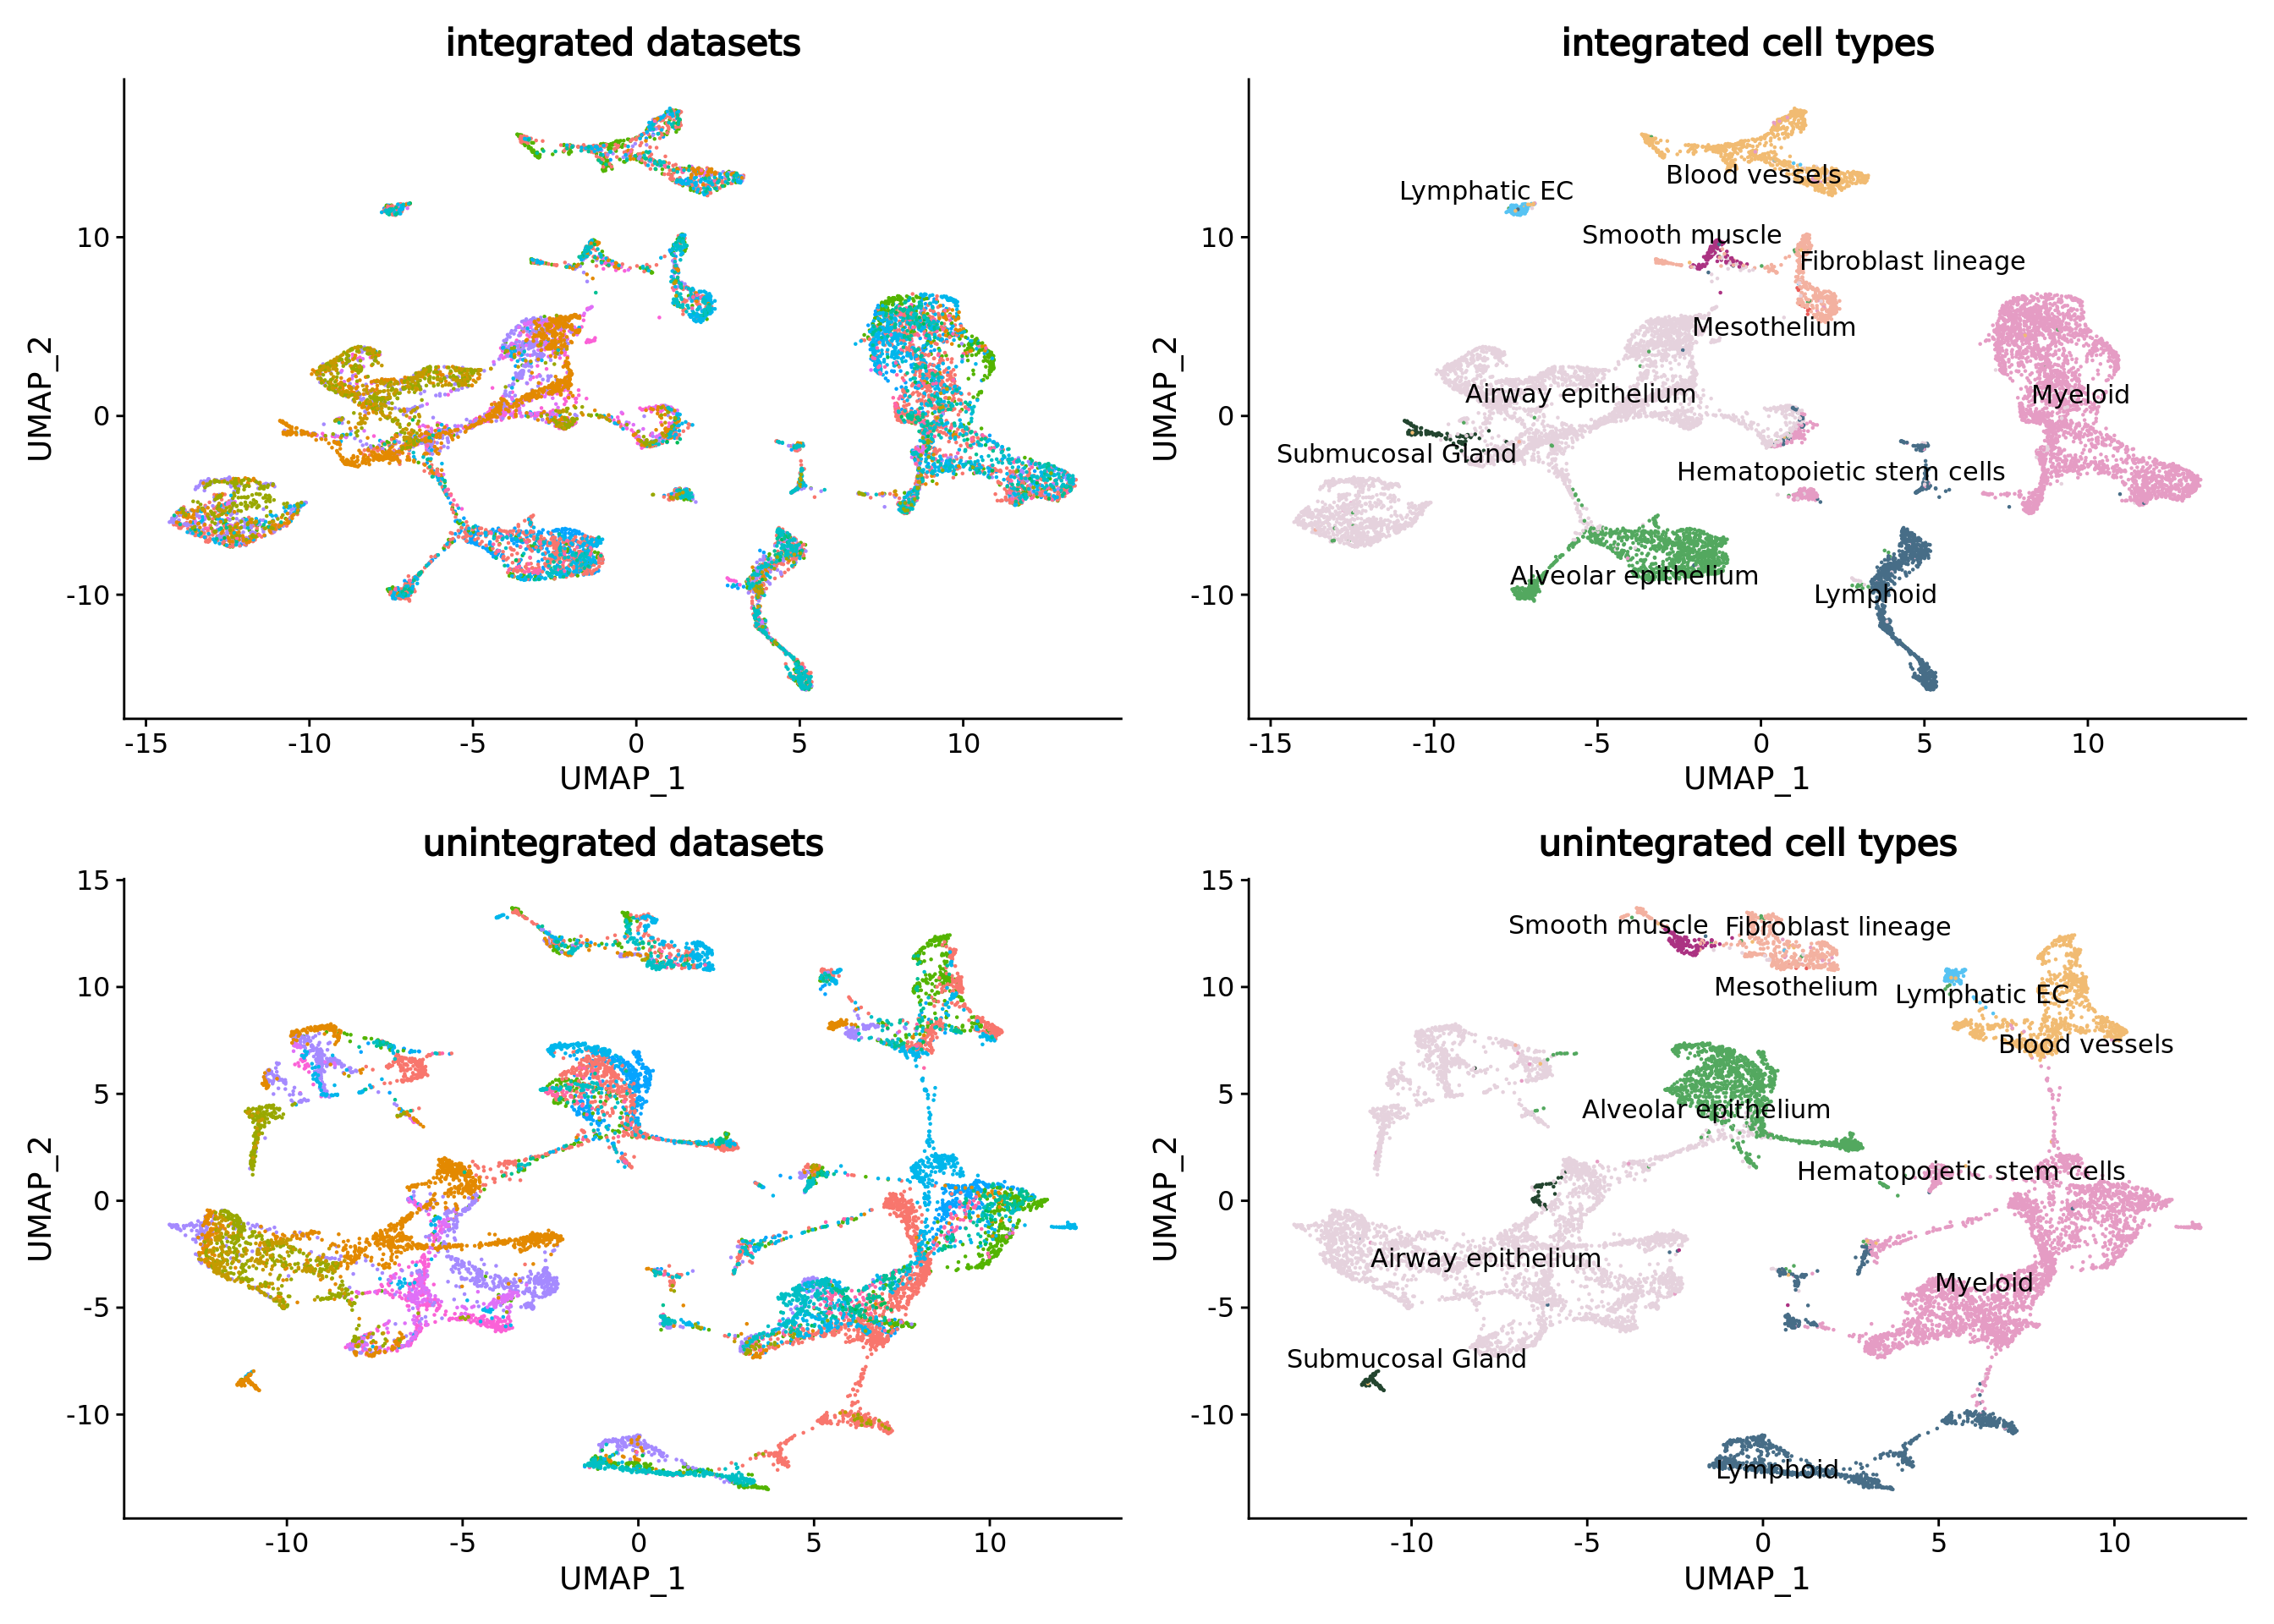 integrated datasets
10
0
-10
UMAP_2
-15 -10 -5 0 5 10
UMAP_1
integrated cell types
Blood vessels
Lymphatic EC
Smooth muscle
Fibroblast lineage
Mesothelium
Airway epithelium
Myeloid
Submucosal Gland
Hematopoietic stem cells
Alveolar epithelium
Lymphoid
10
0
-10
UMAP_2
-15 -10 -5 0 5 10
UMAP_1
unintegrated datasets
15
10
5
0
-5
-10
UMAP_2
-10 -5 0 5 10
UMAP_1
unintegrated cell types
Smooth muscle
Fibroblast lineage
Mesothelium
Lymphatic EC
Blood vessels
Alveolar epithelium
Hematopoietic stem cells
Airway epithelium
Myeloid
Submucosal Gland
Lymphoid
15
10
5
0
-5
-10
UMAP_2
-10 -5 0 5 10
UMAP_1